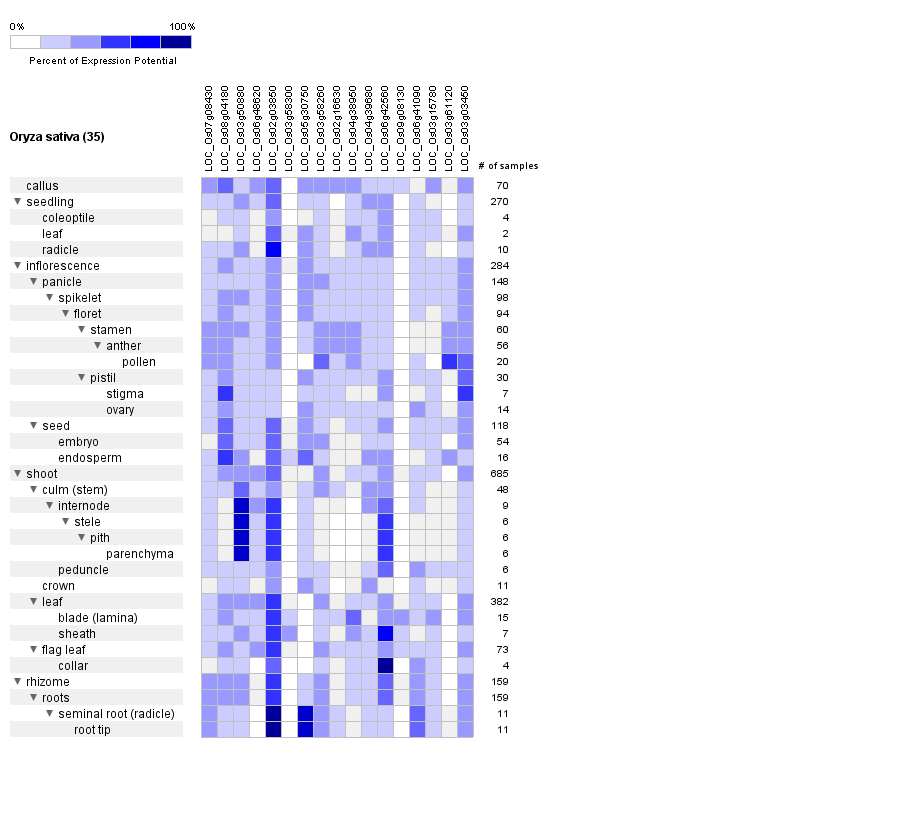 0% 100%
Percent of Expression Potential
Oryza sativa (35)
LOC_Os07g08430
LOC_Os08g04180
LOC_Os03g50880
LOC_Os06g48620
LOC_Os02g03850
LOC_Os03g58300
LOC_Os05g30750
LOC_Os03g58260
LOC_Os02g16630
LOC_Os04g38950
LOC_Os04g39680
LOC_Os06g42560
LOC_Os09g08130
LOC_Os06g41090
LOC_Os03g15780
LOC_Os03g61120
LOC_Os03g03450
# of samples
callus 70
seedling 270
coleoptile 4
leaf 2
radicle 10
inflorescence 284
panicle 148
spikelet 98
floret 94
stamen 60
anther 56
pollen 20
pistil 30
stigma 7
ovary 14
seed 118
embryo 54
endosperm 16
shoot 685
culm (stem) 48
internode 9
stele 6
pith 6
parenchyma 6
peduncle 6
crown 11
leaf 382
blade (lamina) 15
sheath 7
flag leaf 73
collar 4
rhizome 159
roots 159
seminal root (radicle) 11
root tip 11